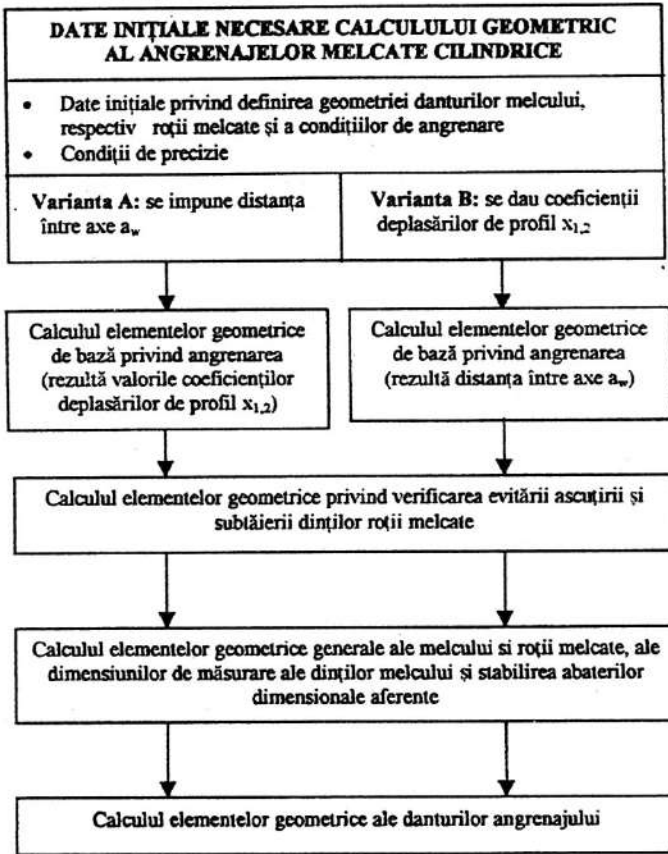 DATE INIȚIALE NECESARE CALCULULUI GEOMETRIC
AL ANGRENAJELOR MELCATE CILINDRICE
• Date inițiale privind definirea geometriei danturilor melcului,
respectiv roții melcate și a condițiilor de angrenare
• Condiții de precizie
Varianta A: se impune distanța
între axe aw
Varianta B: se dau coeficienții
deplasărilor de profil x1,2
Calculul elementelor geometrice
de bază privind angrenarea
(rezultă valorile coeficienților
deplasărilor de profil x1,2)
Calculul elementelor geometrice
de bază privind angrenarea
(rezultă distanța între axe aw)
Calculul elementelor geometrice privind verificarea evitării ascuțirii și
subtăierii dinților roții melcate
Calculul elementelor geometrice generale ale melcului si roții melcate, ale
dimensiunilor de măsurare ale dinților melcului și stabilirea abaterilor
dimensionale aferente
Calculul elementelor geometrice ale danturilor angrenajului